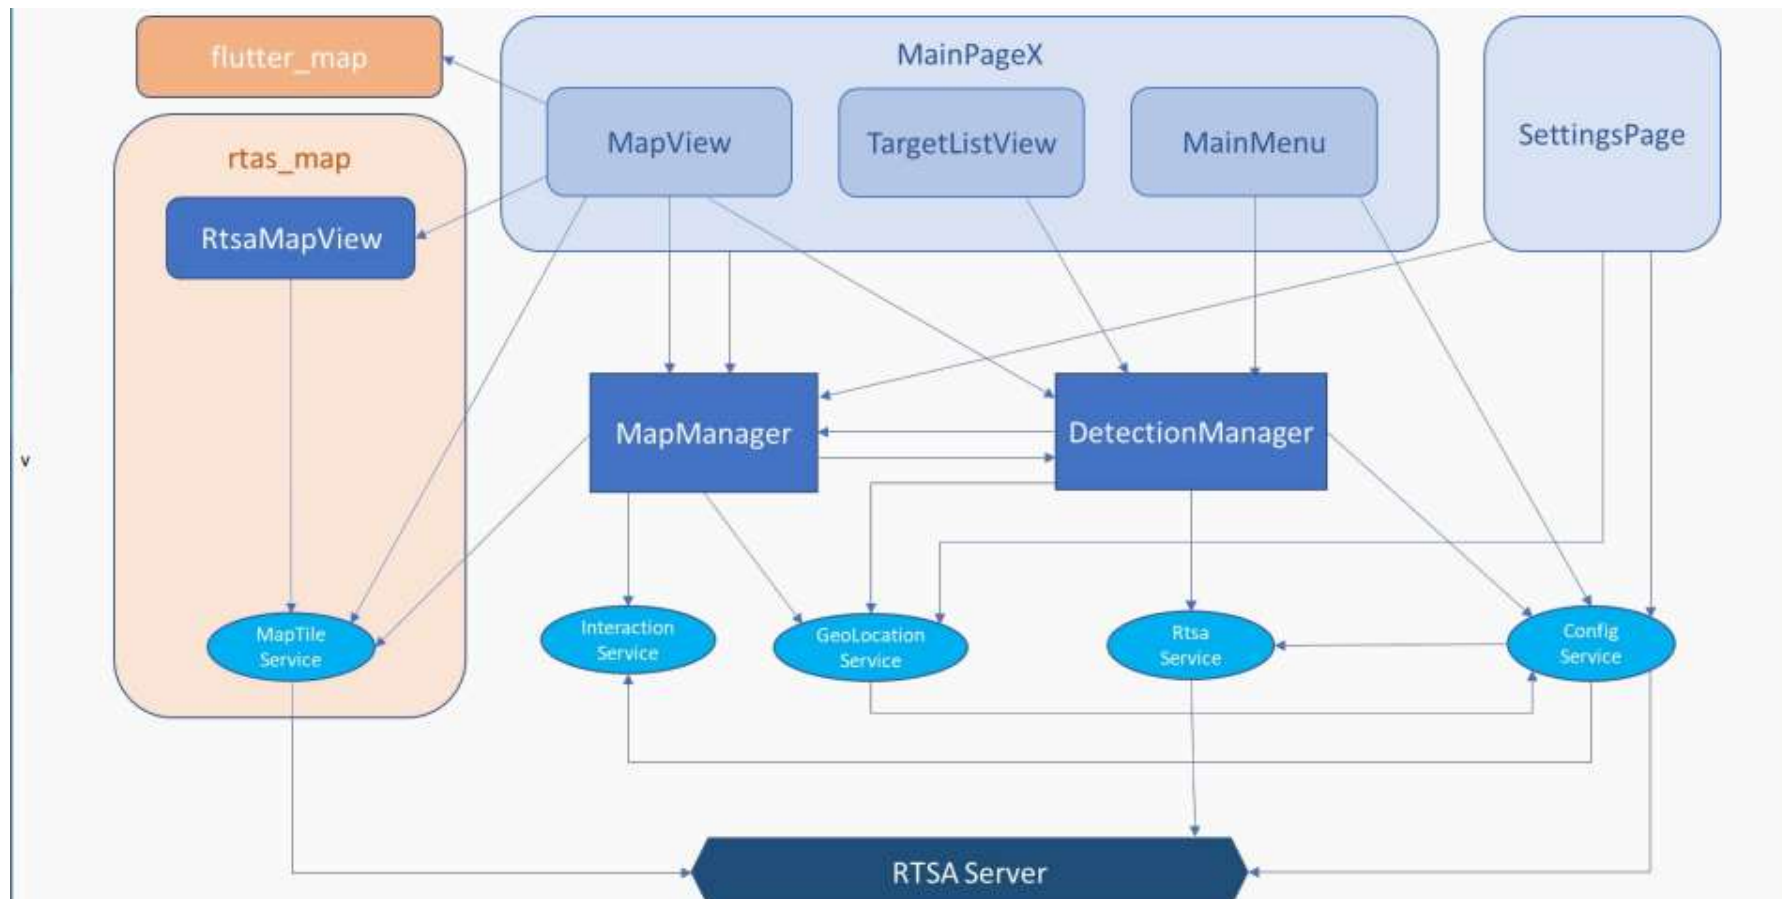 flutter_map
MainPageX
MapView
TargetListView
MainMenu
SettingsPage
rtas_map
RtsaMapView
MapManager
DetectionManager
v
MapTile
Service
Interaction
Service
GeoLocation
Service
Rtsa
Service
Config
Service
RTSA Server